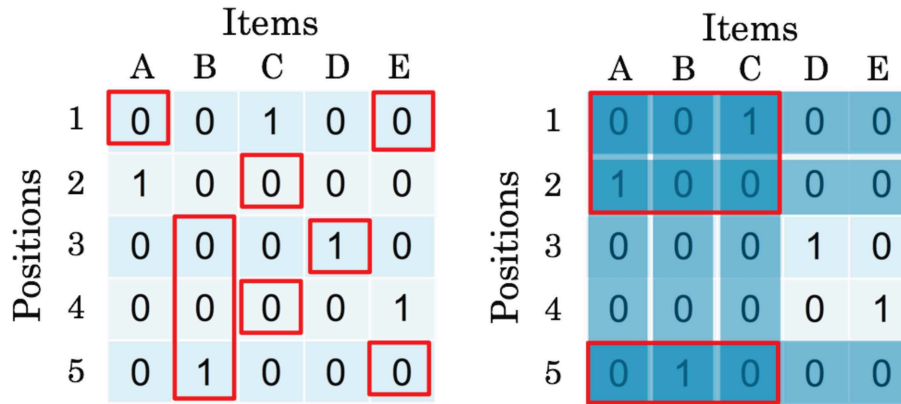 Items
A B C D E
Positions
1 0 0 1 0 0
2 1 0 0 0 0
3 0 0 0 1 0
4 0 0 0 0 1
5 0 1 0 0 0
Items
A B C D E
Positions
1 0 0 1 0 0
2 1 0 0 0 0
3 0 0 0 1 0
4 0 0 0 0 1
5 0 1 0 0 0